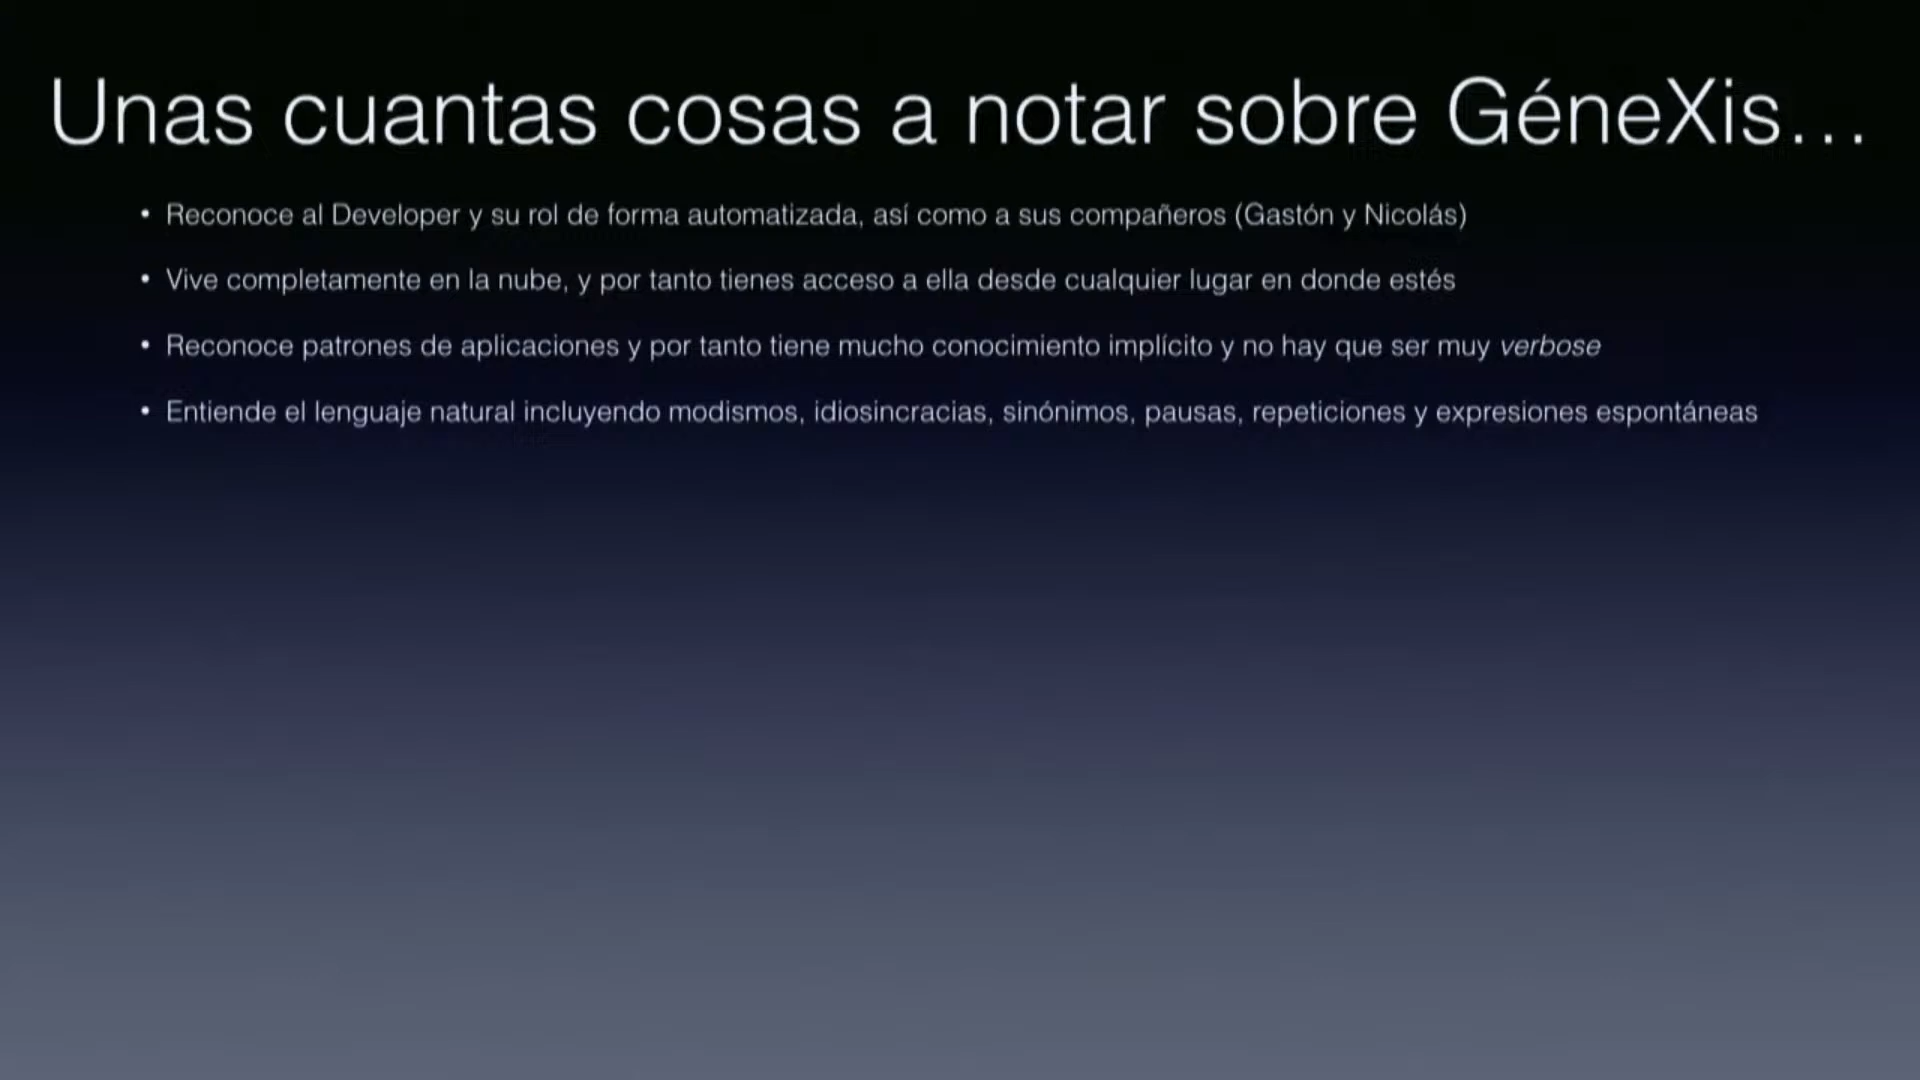 Unas cuantas cosas a notar sobre GéneXis...
• Reconoce al Developer y su rol de forma automatizada, así como a sus compañeros (Gastón y Nicolás)
• Vive completamente en la nube, y por tanto tienes acceso a ella desde cualquier lugar en donde estés
• Reconoce patrones de aplicaciones y por tanto tiene mucho conocimiento implícito y no hay que ser muy verbose
• Entiende el lenguaje natural incluyendo modismos, idiosincracias, sinónimos, pausas, repeticiones y expresiones espontáneas